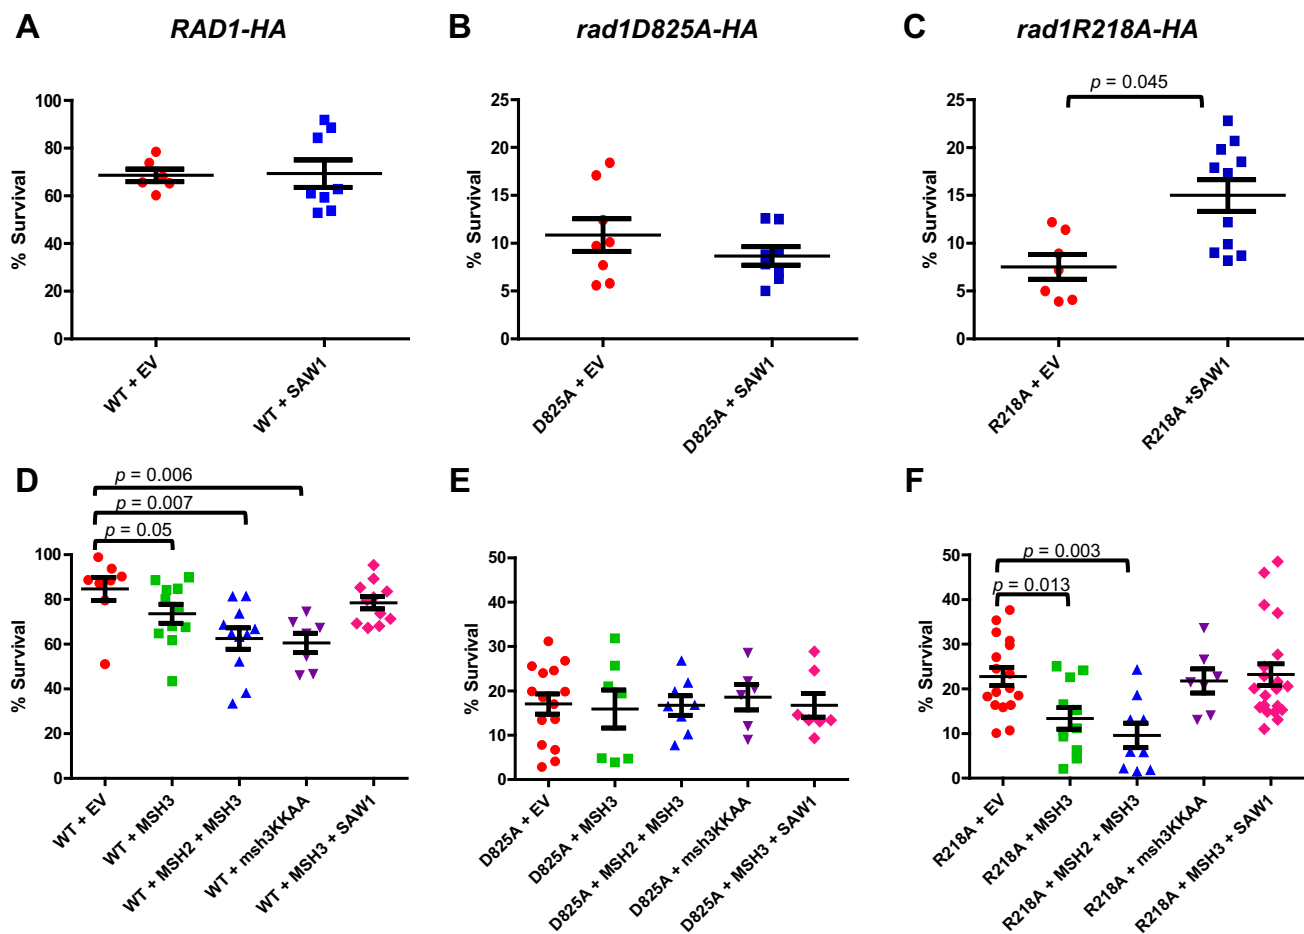 A
RAD1-HA
% Survival
100
80
60
40
20
0
WT + EV
WT + SAW1
B
rad1D825A-HA
% Survival
25
20
15
10
5
0
D825A + EV
D825A + SAW1
C
rad1R218A-HA
p = 0.045
% Survival
25
20
15
10
5
0
R218A + EV
R218A +SAW1
D
p = 0.006
p = 0.007
p = 0.05
% Survival
100
80
60
40
20
0
WT + EV
WT + MSH3
WT + MSH2 + MSH3
WT + msh3KKAA
WT + MSH3 + SAW1
E
% Survival
50
40
30
20
10
0
D825A + EV
D825A + MSH3
D825A + MSH2 + MSH3
D825A + msh3KKAA
D825A + MSH3 + SAW1
F
p = 0.003
p = 0.013
% Survival
50
40
30
20
10
0
R218A + EV
R218A + MSH3
R218A + MSH2 + MSH3
R218A + msh3KKAA
R218A + MSH3 + SAW1